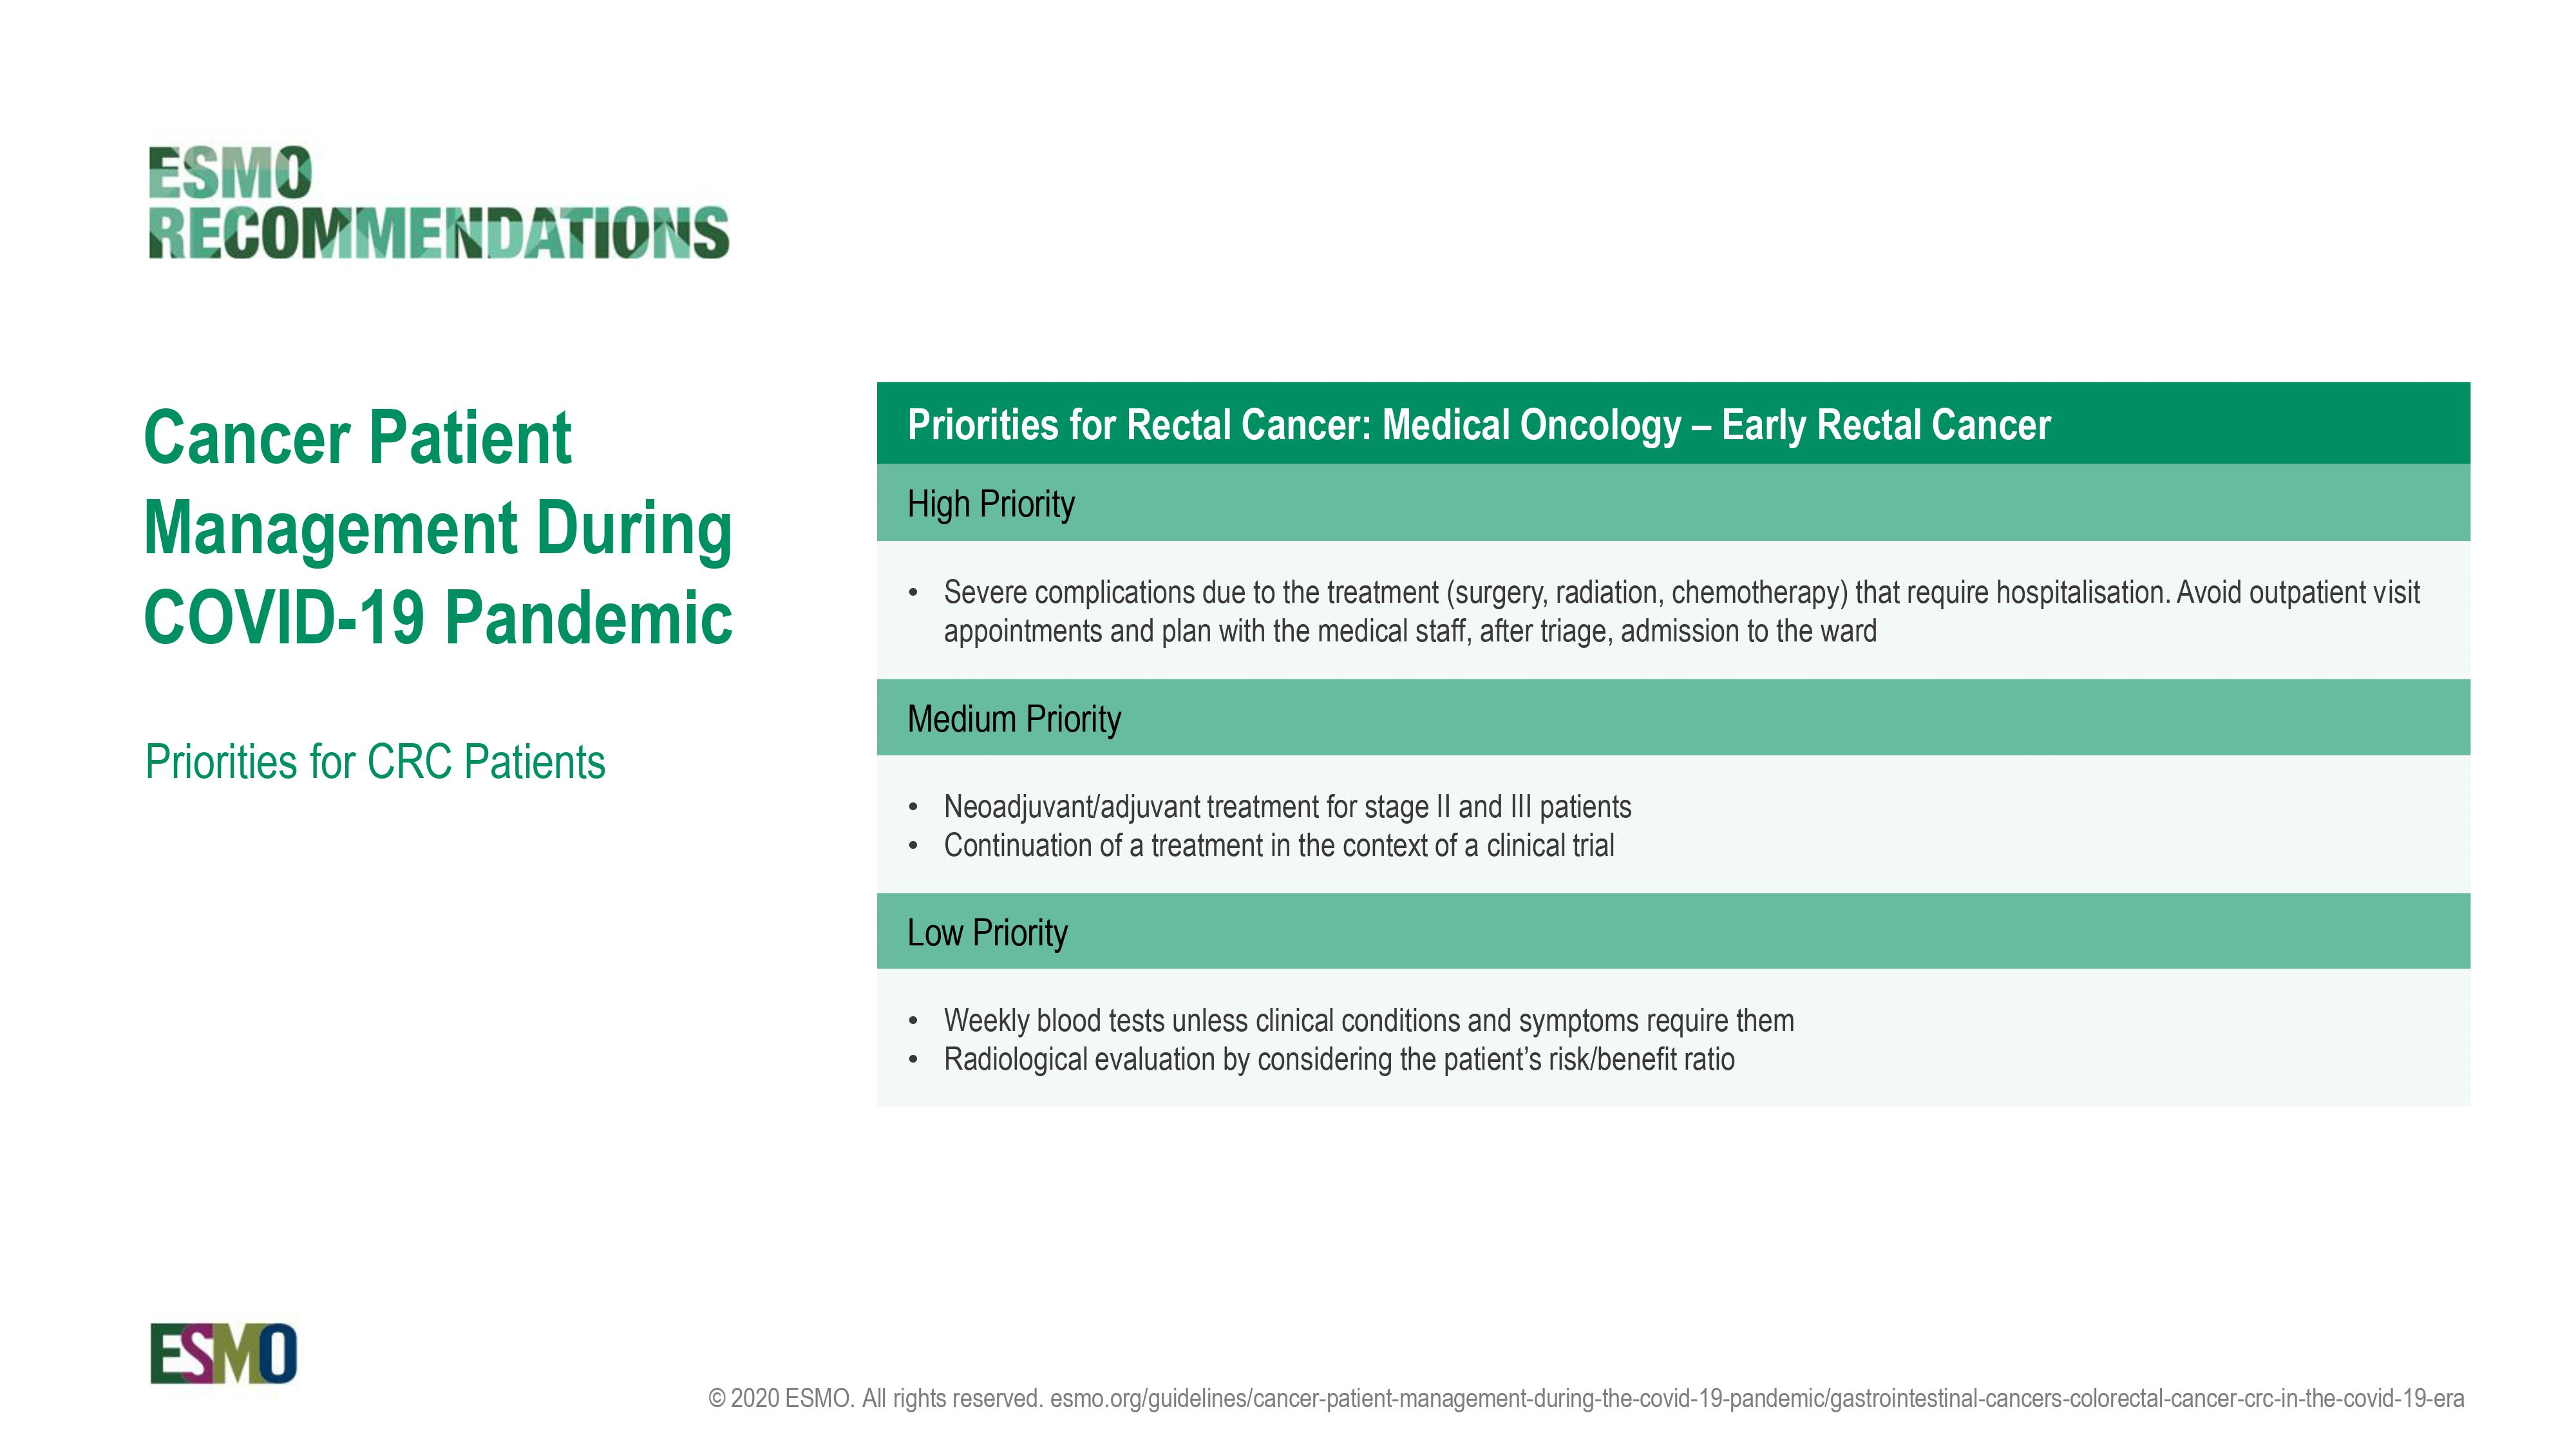 ESMO
RECOMMENDATIONS
Cancer Patient
Management During
COVID-19 Pandemic
Priorities for CRC Patients
Priorities for Rectal Cancer: Medical Oncology – Early Rectal Cancer
High Priority
• Severe complications due to the treatment (surgery, radiation, chemotherapy) that require hospitalisation. Avoid outpatient visit
appointments and plan with the medical staff, after triage, admission to the ward
Medium Priority
• Neoadjuvant/adjuvant treatment for stage II and III patients
• Continuation of a treatment in the context of a clinical trial
Low Priority
• Weekly blood tests unless clinical conditions and symptoms require them
• Radiological evaluation by considering the patient’s risk/benefit ratio
ESMO
© 2020 ESMO. All rights reserved. esmo.org/guidelines/cancer-patient-management-during-the-covid-19-pandemic/gastrointestinal-cancers-colorectal-cancer-crc-in-the-covid-19-era